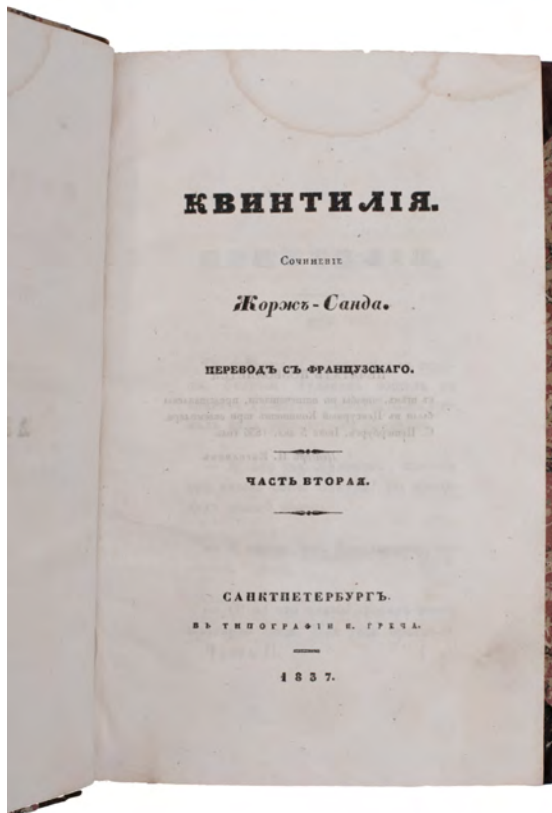 КВИНТИЛІЯ.
Сочиненіе
Жоржъ-Санда.
ПЕРЕВОДЪ СЪ ФРАНЦУЗСКАГО.
ЧАСТЬ ВТОРАЯ.
САНКТПЕТЕРБУРГЪ.
ВЪ ТИПОГРАФІИ ГРЕЧА.
1837.